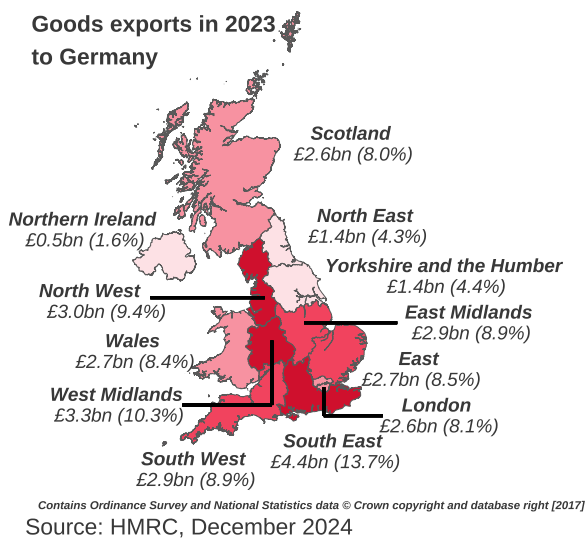 Goods exports in 2023
to Germany
Scotland
£2.6bn (8.0%)
Northern Ireland
£0.5bn (1.6%)
North East
£1.4bn (4.3%)
Yorkshire and the Humber
£1.4bn (4.4%)
North West
£3.0bn (9.4%)
East Midlands
£2.9bn (8.9%)
Wales
£2.7bn (8.4%)
East
£2.7bn (8.5%)
West Midlands
£3.3bn (10.3%)
London
£2.6bn (8.1%)
South East
£4.4bn (13.7%)
South West
£2.9bn (8.9%)
Contains Ordinance Survey and National Statistics data © Crown copyright and database right [2017]
Source: HMRC, December 2024